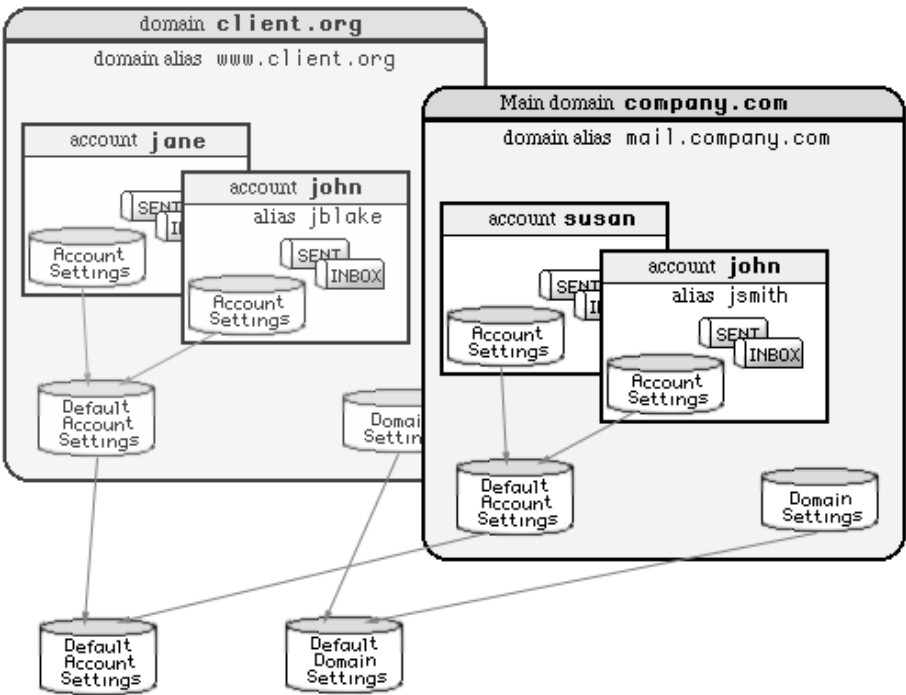 domain client.org
domain alias www.client.org
account jane
SENT
Account
Settings
account john
alias jblake
SENT
INBOX
Account
Settings
Default
Account
Settings
Main domain company.com
domain alias mail.company.com
account susan
SENT
Account
Settings
account john
alias jsmith
SENT
INBOX
Account
Settings
Default
Account
Settings
Domain
Settings
Default
Account
Settings
Default
Domain
Settings